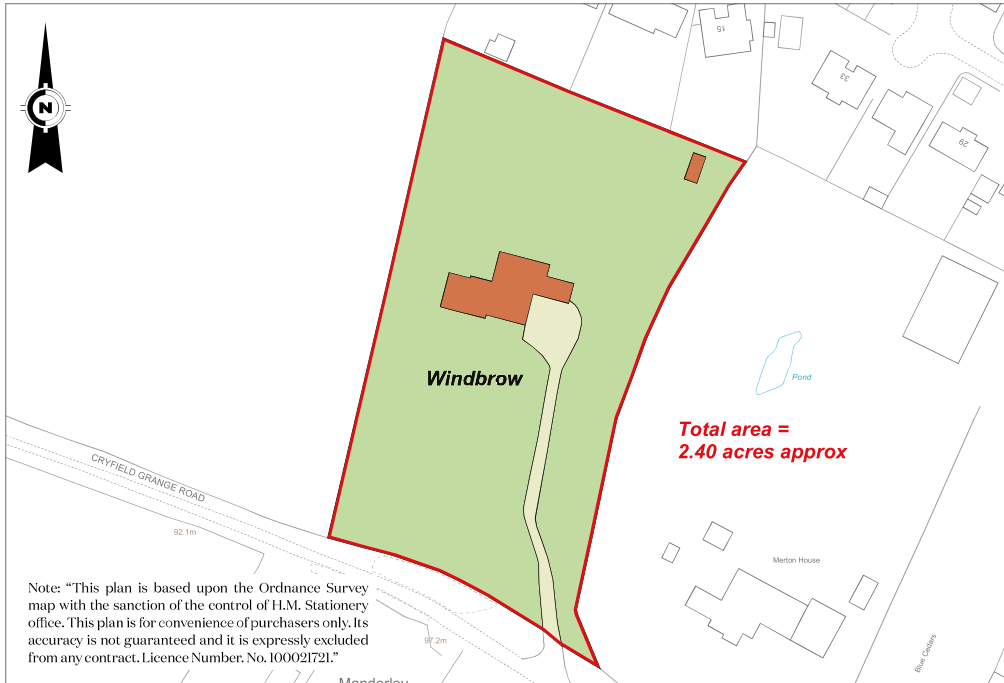 15
33
29
N
Windbrow
Pond
Total area =
2.40 acres approx
CRYFIELD GRANGE ROAD
92.1m
Merton House
Note: “This plan is based upon the Ordnance Survey
map with the sanction of the control of H.M. Stationery
office. This plan is for convenience of purchasers only. Its
accuracy is not guaranteed and it is expressly excluded
from any contract. Licence Number. No. 100021721.”
97.2m
Blue Cedars
Manderley